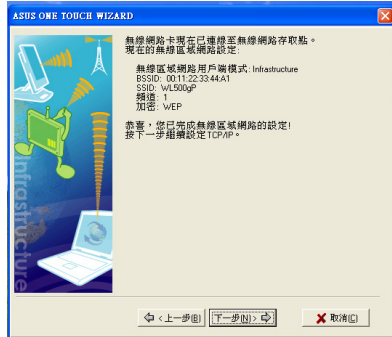 ASUS ONE TOUCH WIZARD
無線網路卡現在已連線至無線網路存取點。
現在的無線區域網路設定:
無線區域網路用戶端模式: Infrastructure
BSSID: 00:11:22:33:44:A1
SSID: WL500gP
頻道: 1
加密: WEP
恭喜,您已完成無線區域網路的設定!
按下一步繼續設定TCP/IP。
Infrastructure
<上一步(B)
下一步(N)>
取消(C)